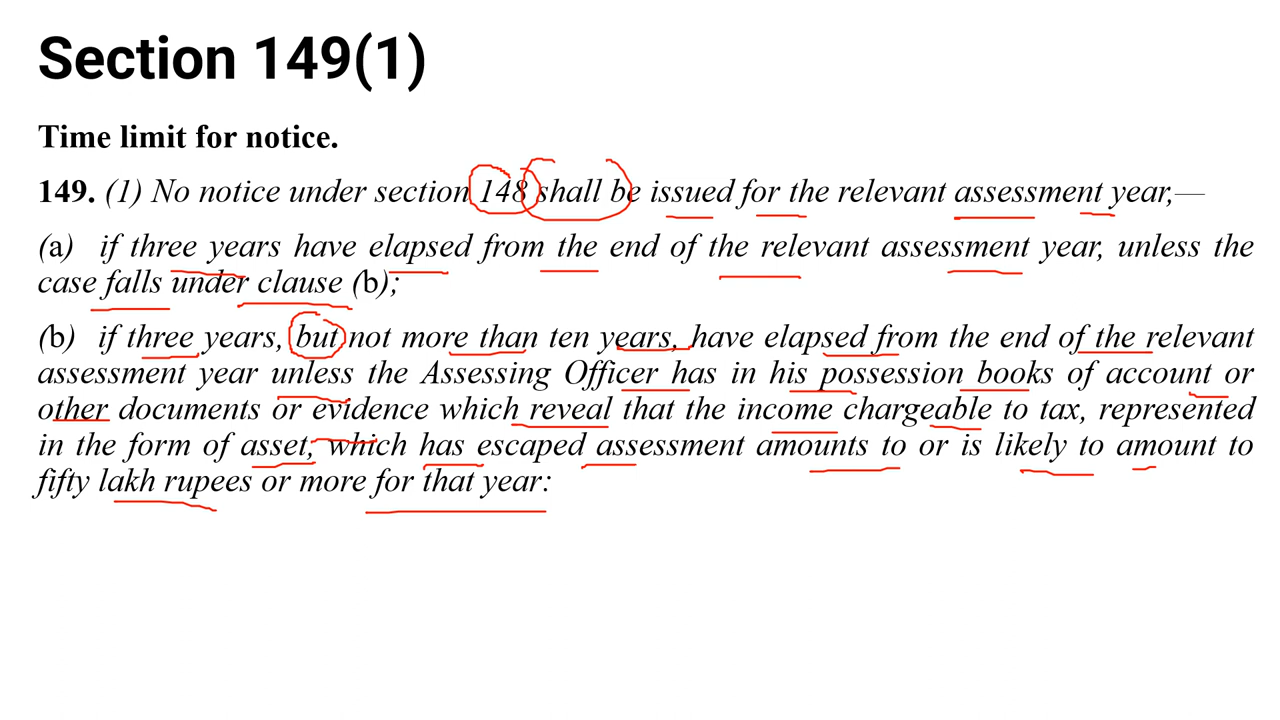 Section 149(1)
Time limit for notice.
149. (1) No notice under section 148 shall be issued for the relevant assessment year,—
(a) if three years have elapsed from the end of the relevant assessment year, unless the
case falls under clause (b);
(b) if three years, but not more than ten years, have elapsed from the end of the relevant
assessment year unless the Assessing Officer has in his possession books of account or
other documents or evidence which reveal that the income chargeable to tax, represented
in the form of asset, which has escaped assessment amounts to or is likely to amount to
fifty lakh rupees or more for that year: